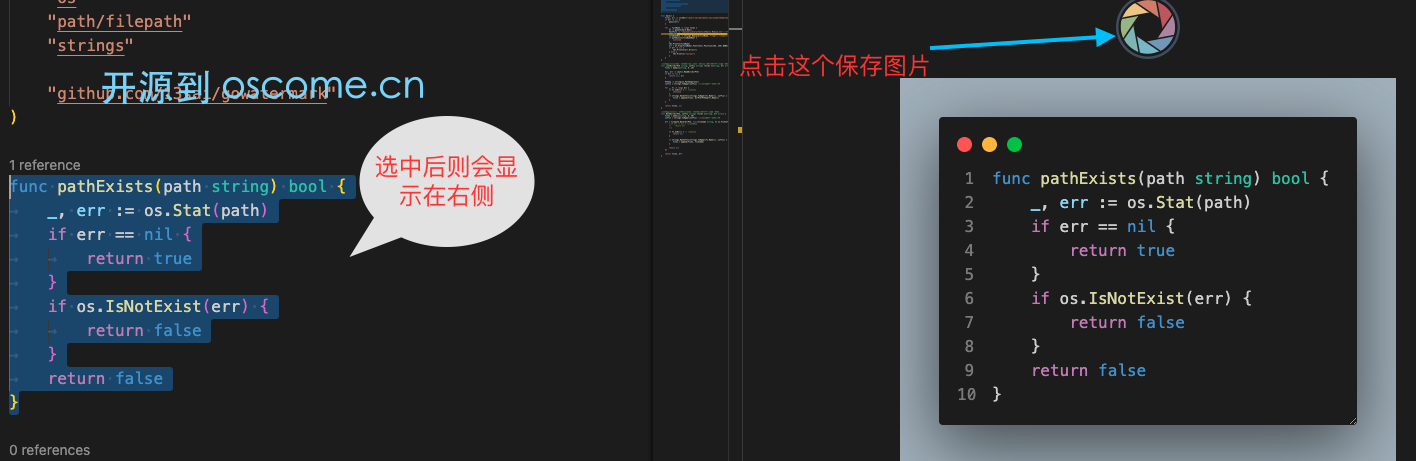 "os
"path/filepath"
"strings"
开源到 oscome.cn
)
1 reference
func pathExists(path string) bool {
_, err := os.Stat(path)
if err == nil {
return true
}
if os.IsNotExist(err) {
return false
}
return false
}
0 references
选中后则会显
示在右侧
点击这个保存图片
1 func pathExists(path string) bool {
2 _, err := os.Stat(path)
3 if err == nil {
4 return true
5 }
6 if os.IsNotExist(err) {
7 return false
8 }
9 return false
10 }